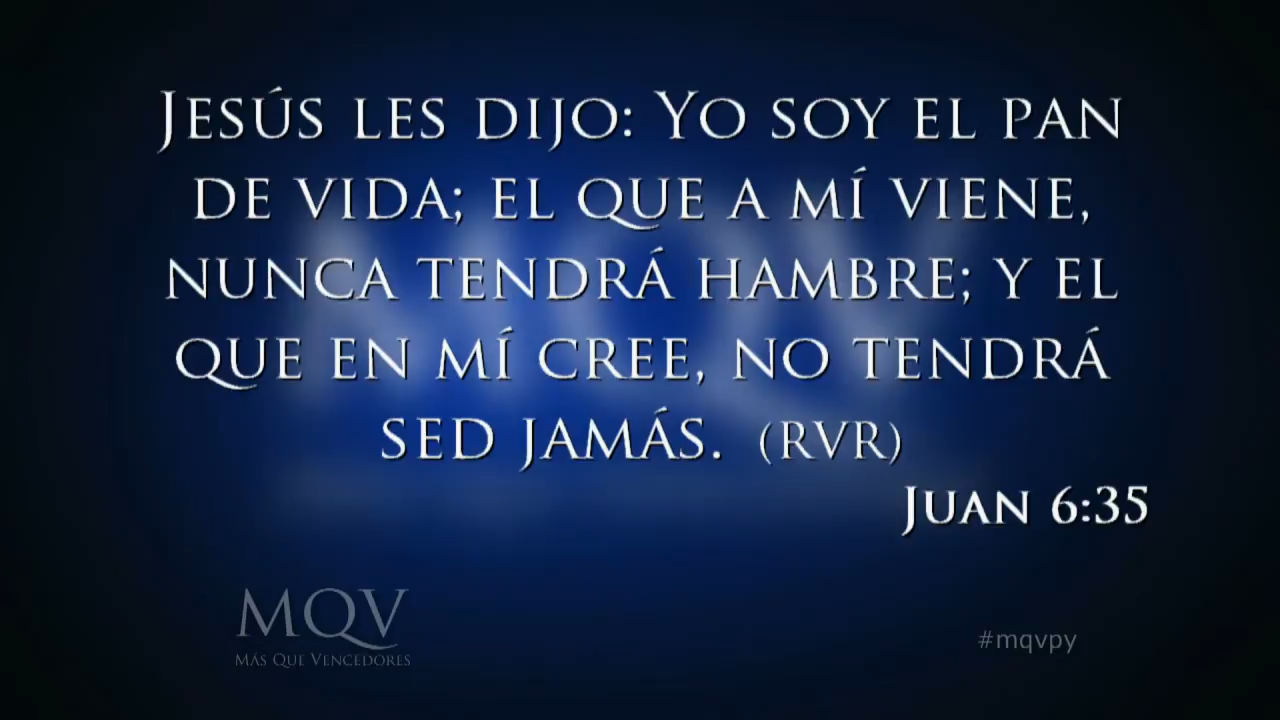 Jesús les dijo: Yo soy el pan
de vida; el que a mí viene,
nunca tendrá hambre; y el
que en mí cree, no tendrá
sed jamás. (RVR)
Juan 6:35
MQV
Más Que Vencedores
#mqvpy